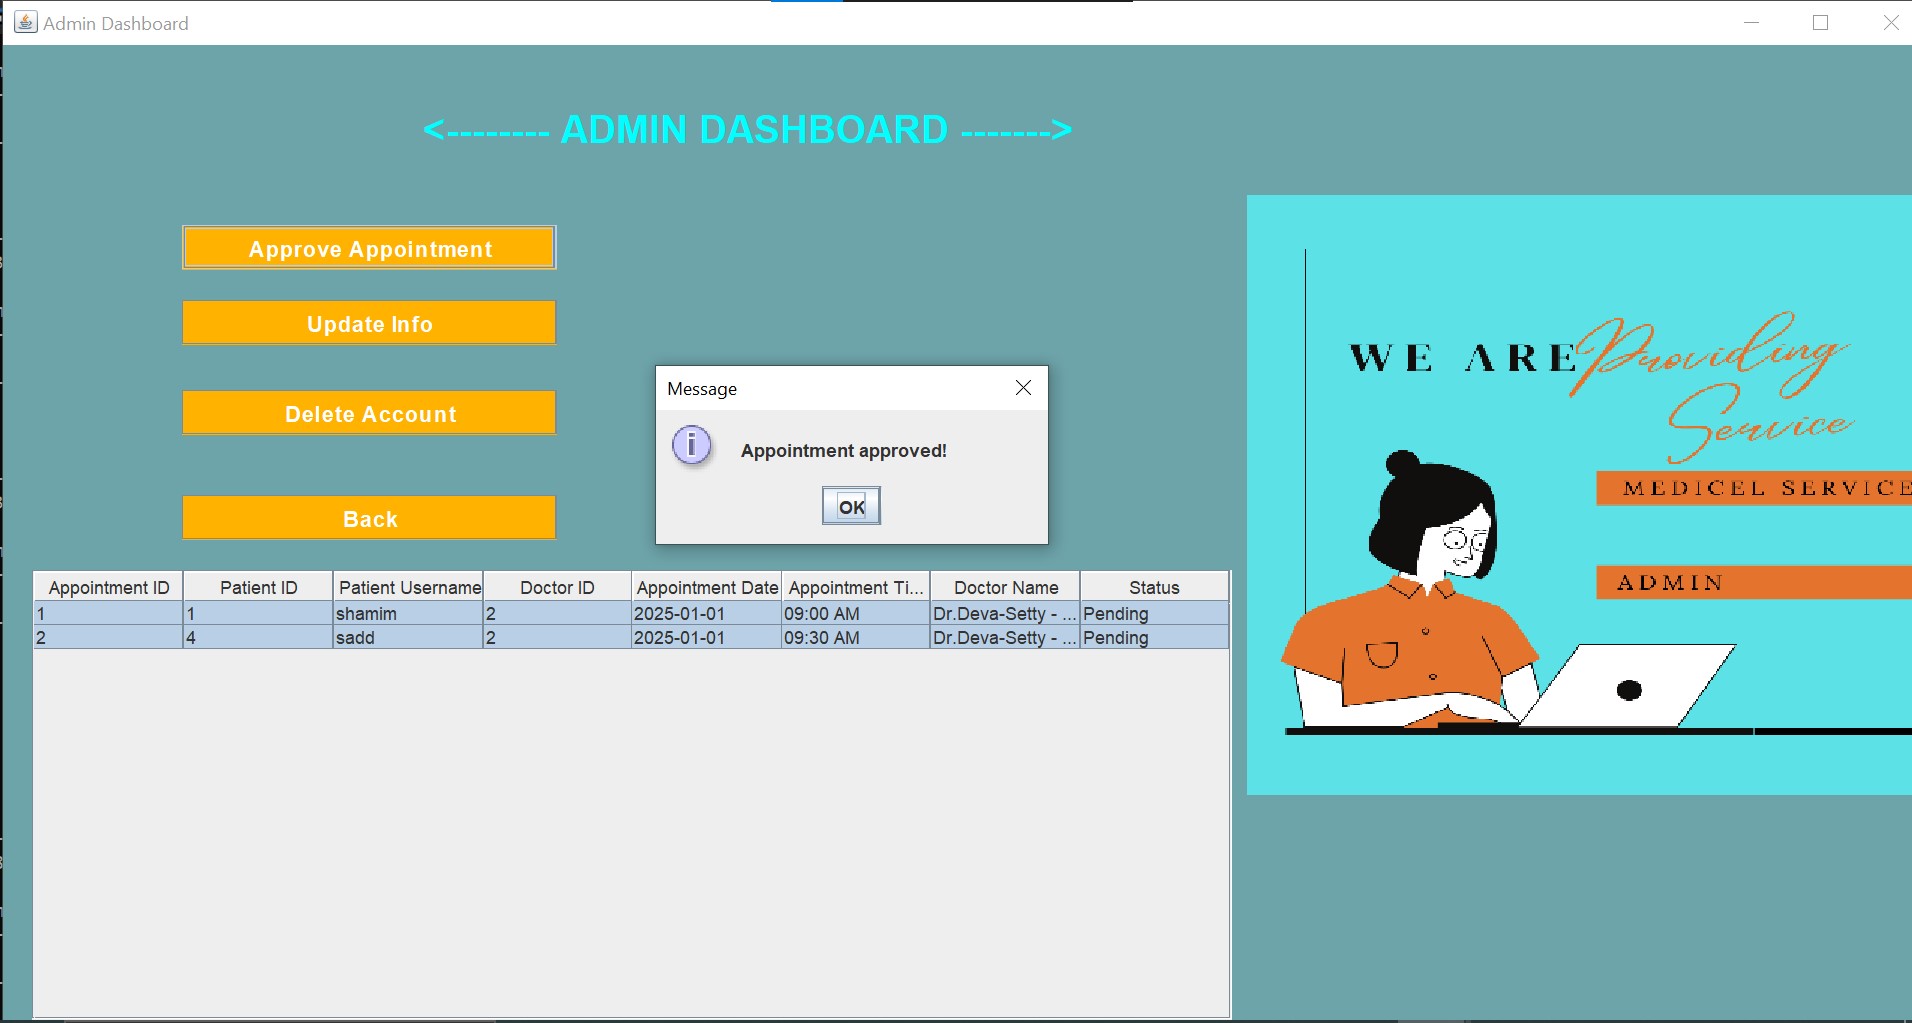 Admin Dashboard
<-------- ADMIN DASHBOARD ------->
Approve Appointment
Update Info
Delete Account
Back
Message
Appointment approved!
OK
WE ARE Providing
Service
MEDICEL SERVICE
ADMIN
Appointment ID Patient ID Patient Username Doctor ID Appointment Date Appointment Ti... Doctor Name Status
1 1 shamim 2 2025-01-01 09:00 AM Dr.Deva-Setty - ... Pending
2 4 sadd 2 2025-01-01 09:30 AM Dr.Deva-Setty - ... Pending